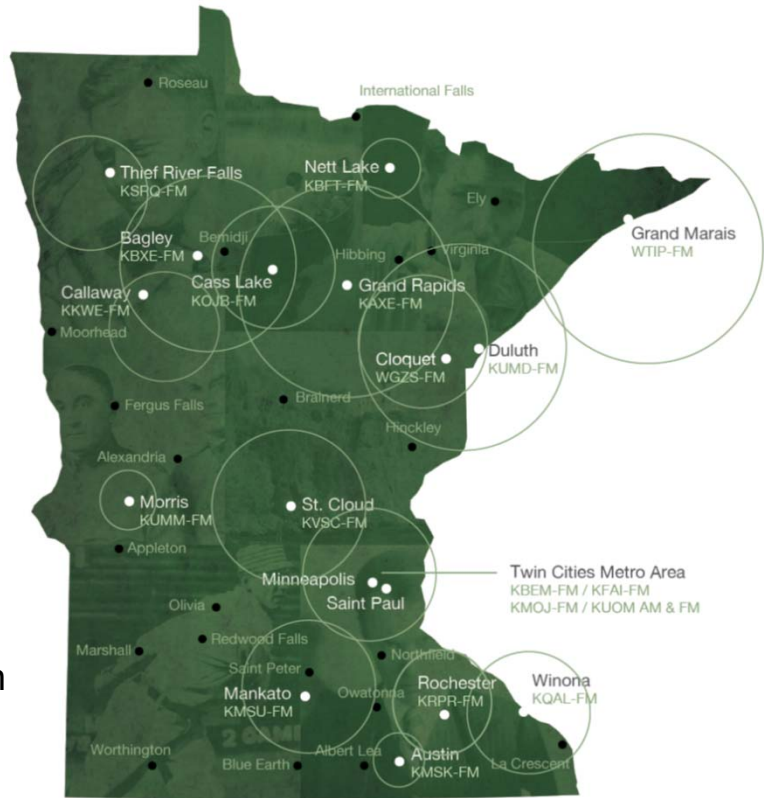 Roseau
International Falls
Thief River Falls
KSRQ-FM
Nett Lake
KBFT-FM
Ely
Grand Marais
WTIP-FM
Bagley
KBXE-FM
Bemidji
Hibbing
Virginia
Cass Lake
KOJB-FM
Grand Rapids
KAXE-FM
Callaway
KKWE-FM
Moorhead
Duluth
KUMD-FM
Cloquet
WGZS-FM
Fergus Falls
Brainerd
Hinckley
Alexandria
Morris
KUMM-FM
St. Cloud
KVSC-FM
Appleton
Minneapolis
Saint Paul
Twin Cities Metro Area
KBEM-FM / KFAI-FM
KMOJ-FM / KUOM AM & FM
Olivia
Redwood Falls
Marshall
Northfield
Saint Peter
n
Mankato
KMSU-FM
Owatonna
Rochester
KRPR-FM
Winona
KQAL-FM
2 GAM
Worthington
Blue Earth
Albert Lea
Austin
KMSK-FM
La Crescent